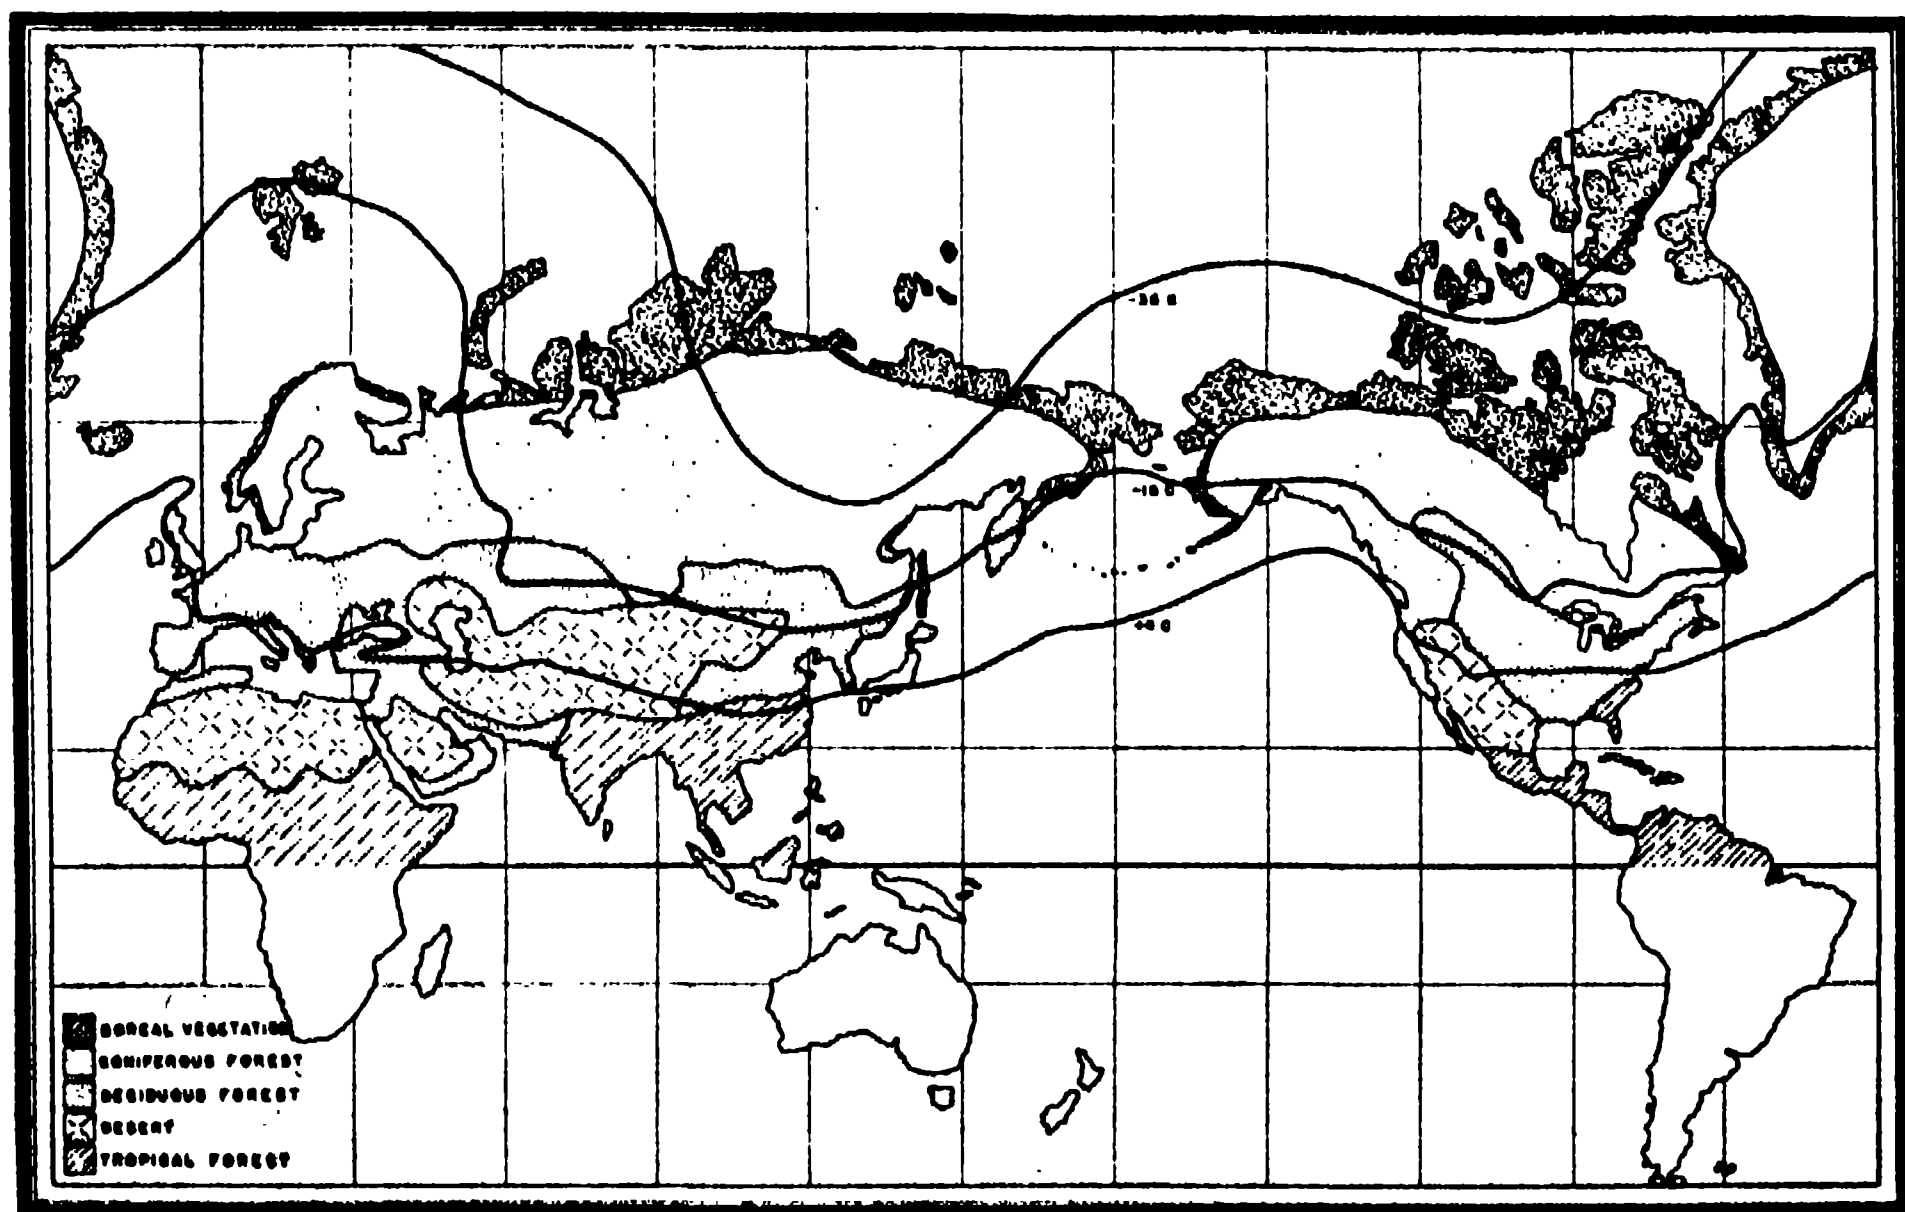 BOREAL VEGETATION
CONIFEROUS FOREST
DECIDUOUS FOREST
DESERT
TROPICAL FOREST